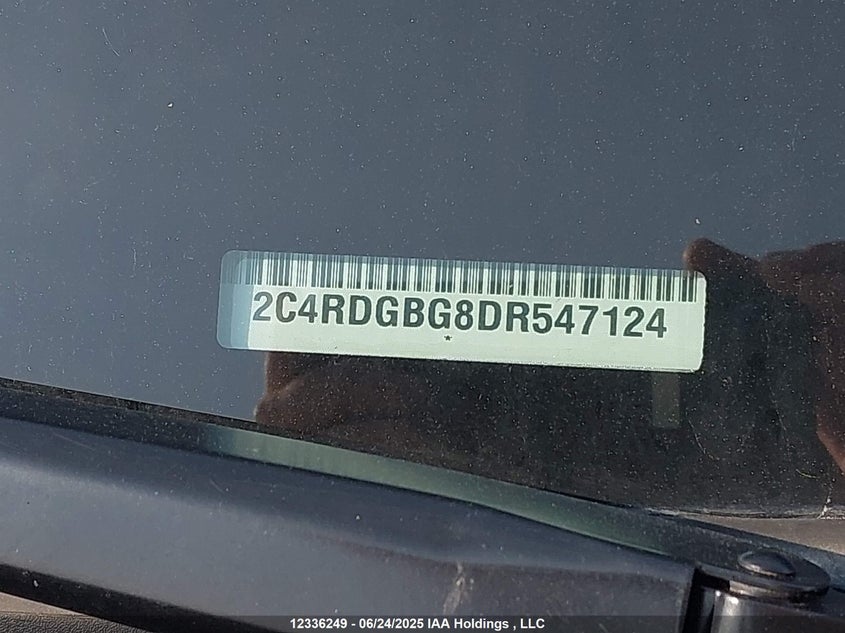 2C4RDGBG8DR547124
*
12336249 - 06/24/2025 IAA Holdings , LLC